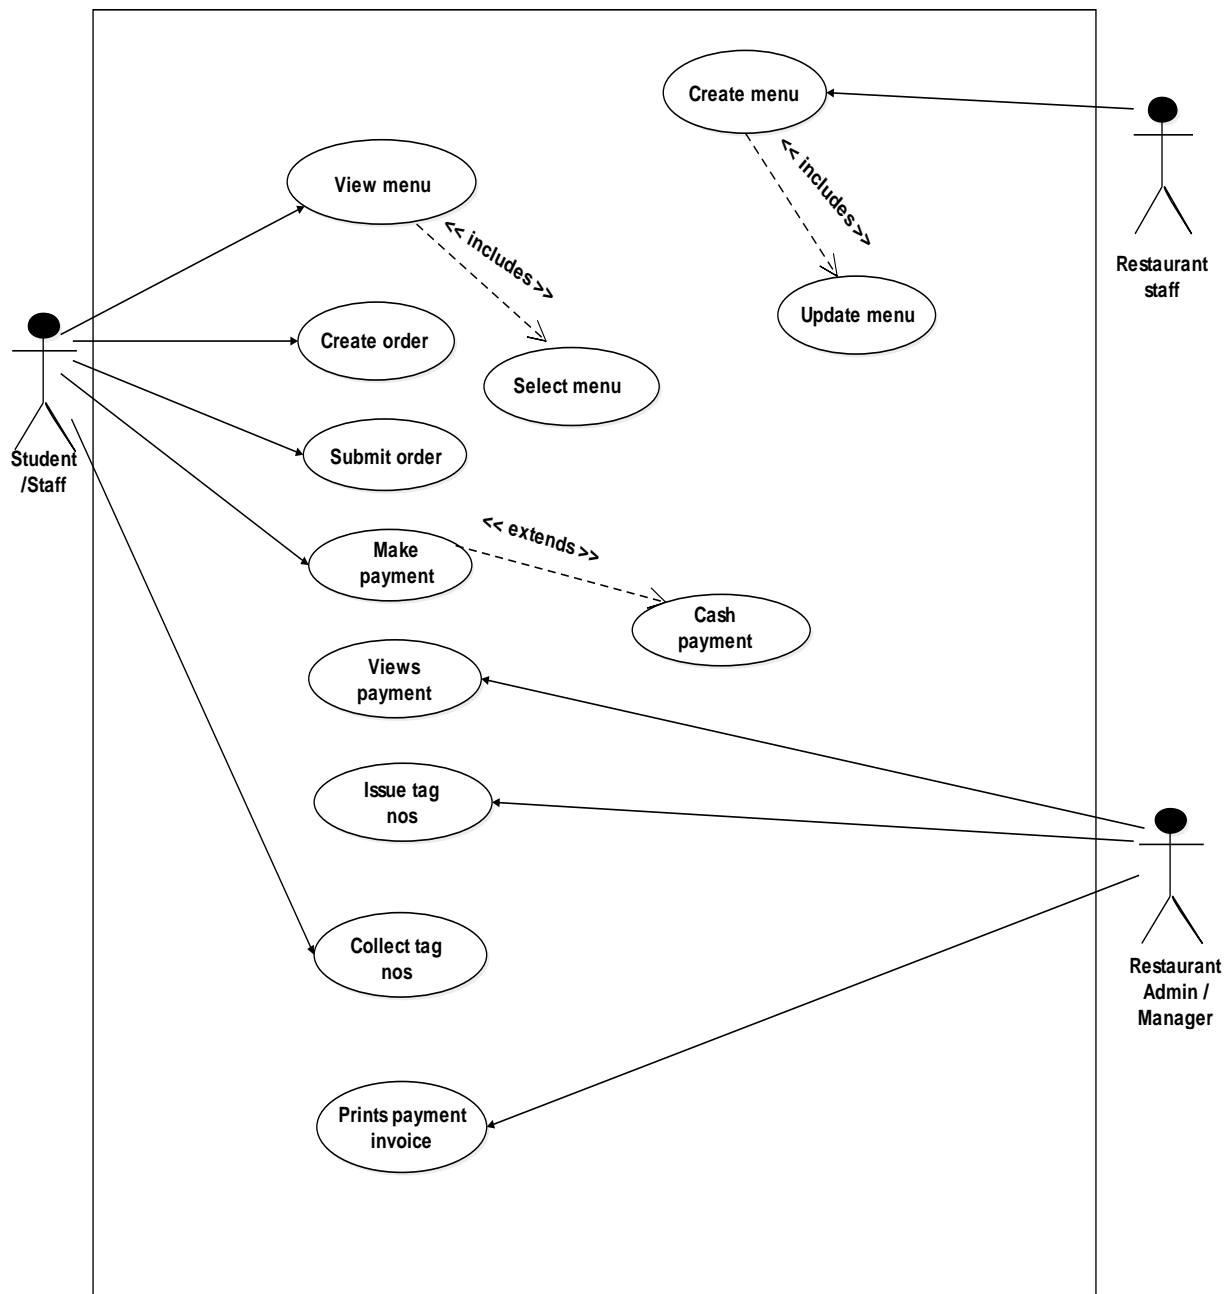 Create menu
<< includes >>
Restaurant
staff
View menu
<< includes >>
Update menu
Create order
Select menu
Student
/Staff
Submit order
<< extends >>
Make
payment
Cash
payment
Views
payment
Issue tag
nos
Collect tag
nos
Restaurant
Admin /
Manager
Prints payment
invoice